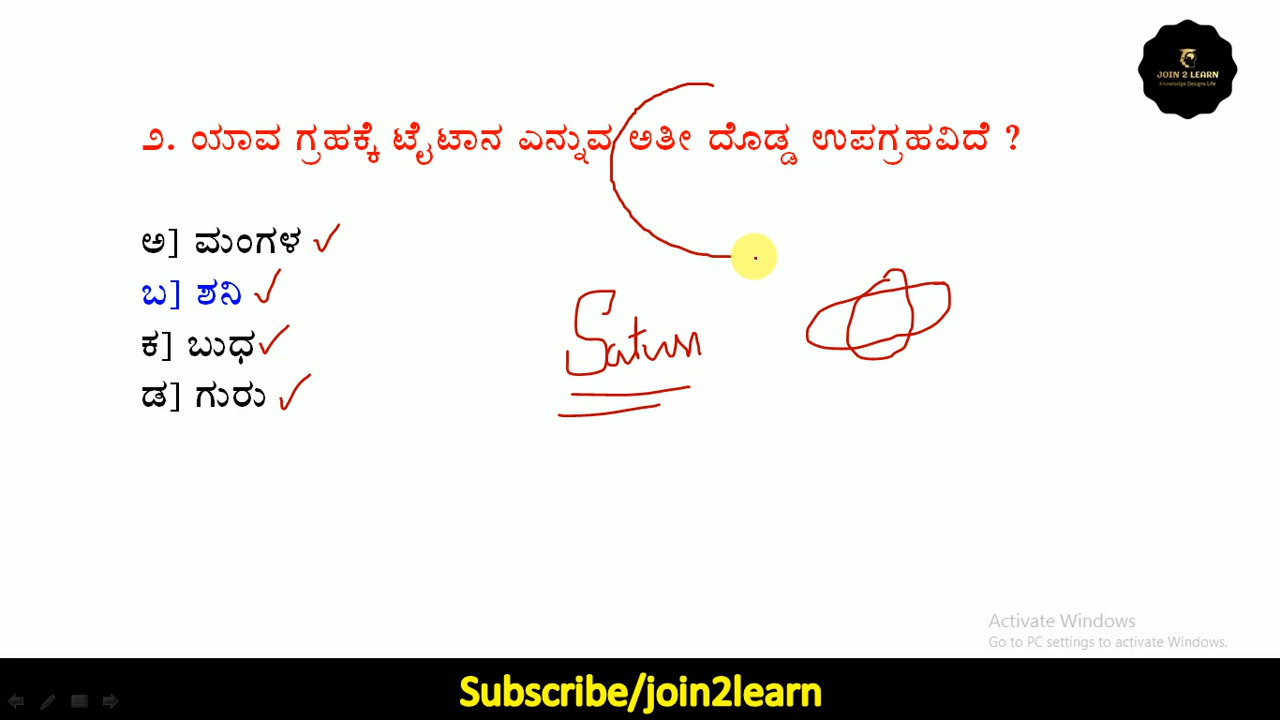 JOIN 2 LEARN
Knowledge Designs Life
೨. ಯಾವ ಗ್ರಹಕ್ಕೆ ಟೈಟಾನ ಎನ್ನುವ ಅತೀ ದೊಡ್ಡ ಉಪಗ್ರಹವಿದೆ ?
ಅ] ಮಂಗಳ
ಬ] ಶನಿ
ಕ] ಬುಧ
ಡ] ಗುರು
Saturn
Activate Windows
Go to PC settings to activate Windows.
Subscribe/join2learn